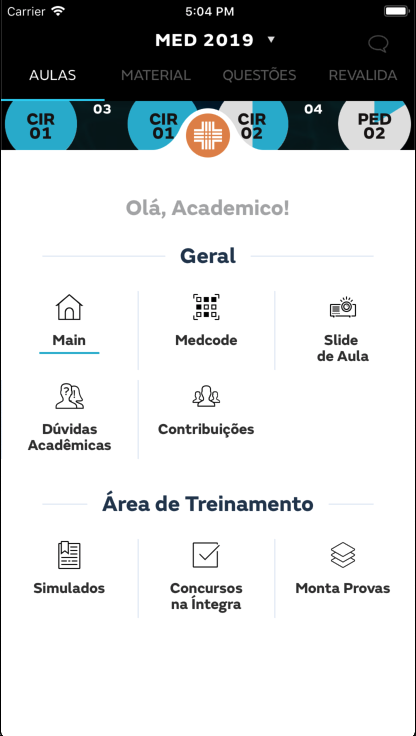 Carrier 5:04 PM
MED 2019
AULAS MATERIAL QUESTÕES REVALIDA
CIR 03 CIR CIR 04 PED
01 01 02 02
Olá, Academico!
Geral
Main Medcode Slide
de Aula
Dúvidas Contribuições
Acadêmicas
Área de Treinamento
Simulados Concursos Monta Provas
na Íntegra